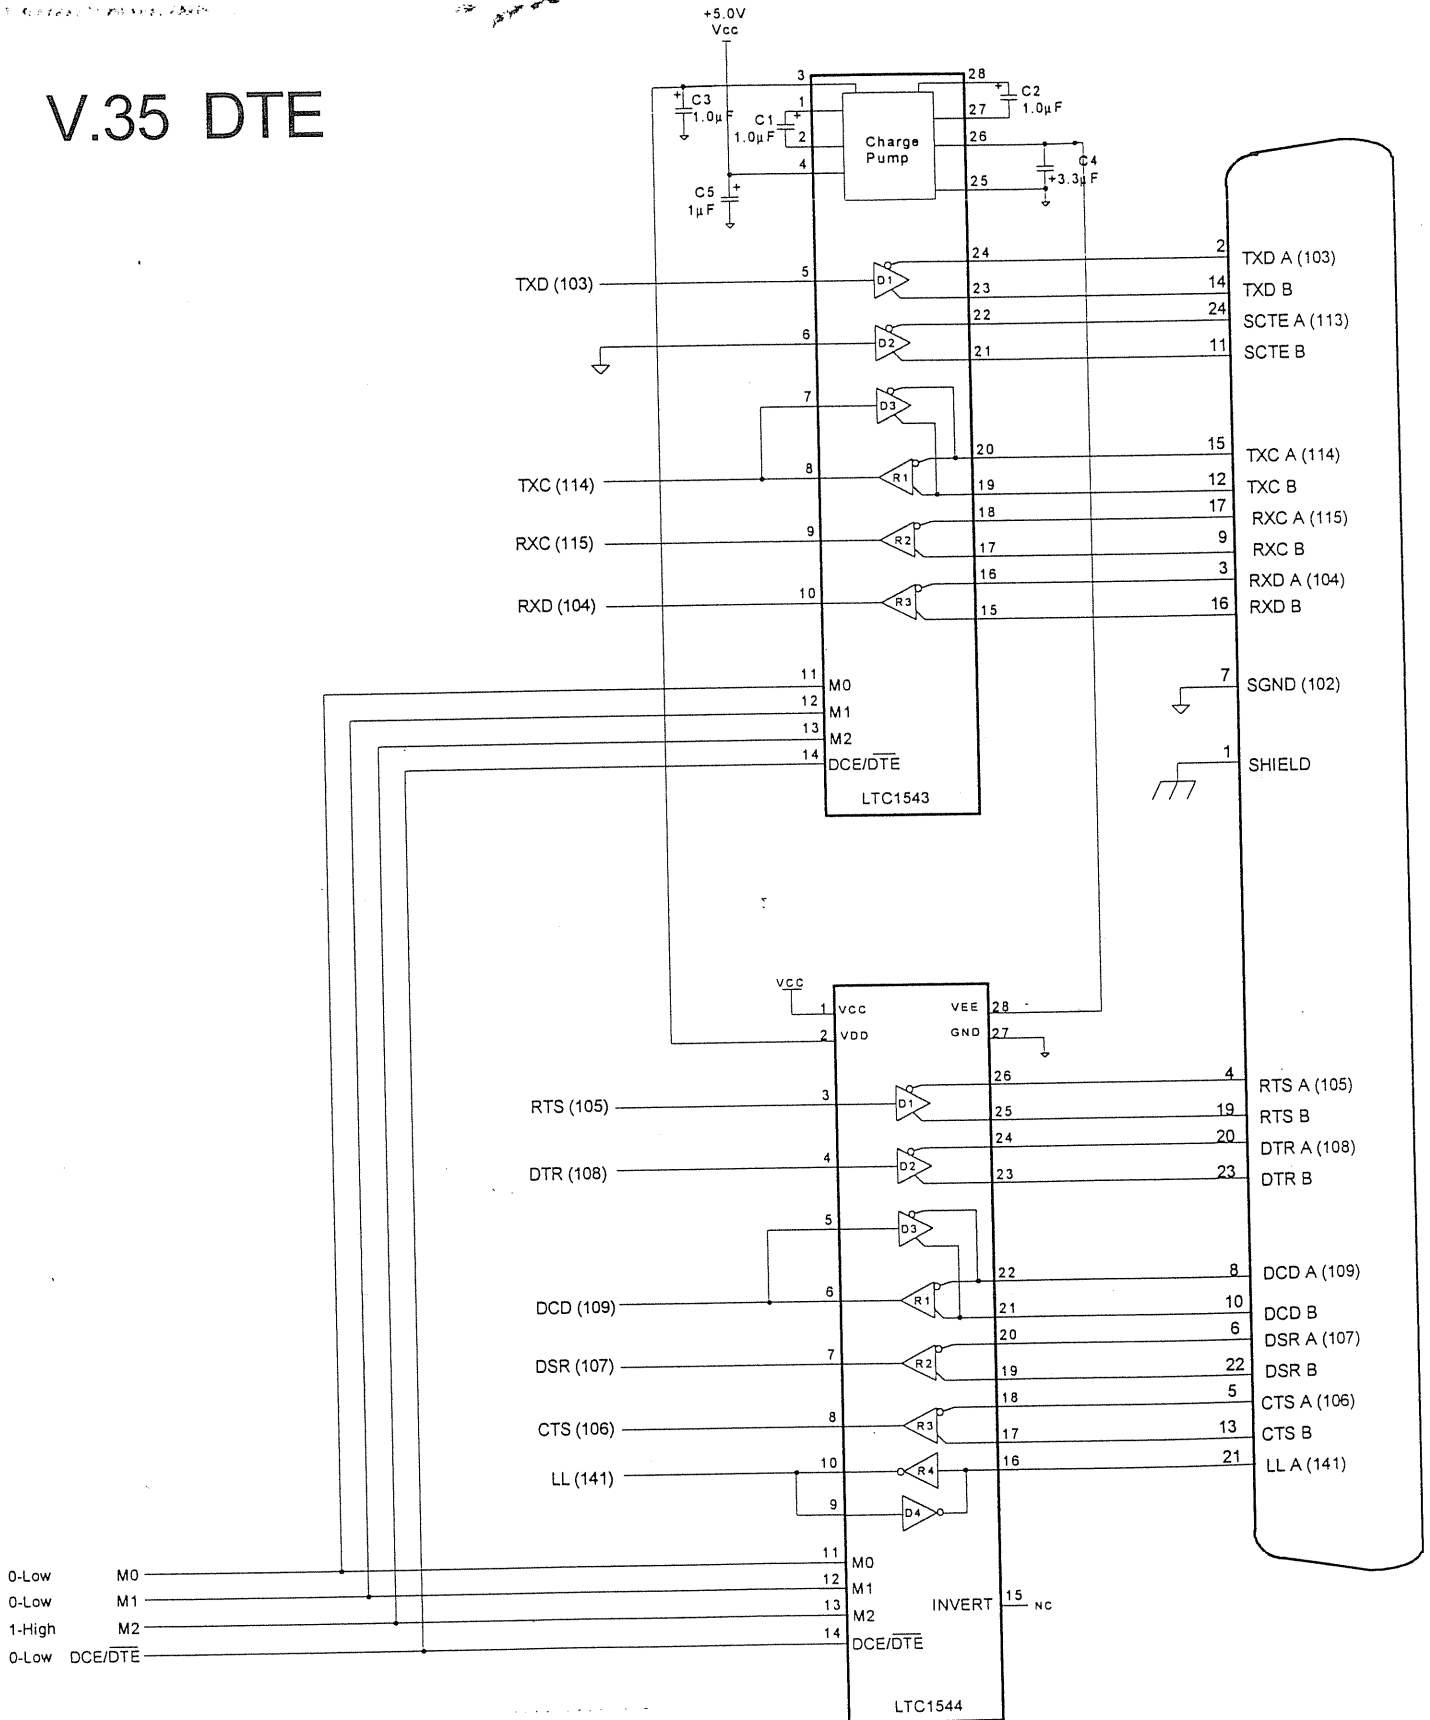 +5.0V
Vcc
V.35 DTE
3
28
C3
1.0µF
1
C1
1.0µF
2
4
C5
1µF
Charge
Pump
C2
1.0µF
27
26
25
C4
3.3µF
TXD (103)
5
D1
24
2
TXD A (103)
23
14
TXD B
6
D2
22
24
SCTE A (113)
21
11
SCTE B
7
D3
TXC (114)
8
R1
20
15
TXC A (114)
19
12
TXC B
RXC (115)
9
R2
18
17
RXC A (115)
17
9
RXC B
RXD (104)
10
R3
16
3
RXD A (104)
15
16
RXD B
11
M0
7
SGND (102)
12
M1
13
M2
14
DCE/DTE
1
SHIELD
LTC1543
VCC
1
VCC
VEE
28
2
VDD
GND
27
RTS (105)
3
D1
26
4
RTS A (105)
25
19
RTS B
DTR (108)
4
D2
24
20
DTR A (108)
23
23
DTR B
5
D3
DCD (109)
6
R1
22
8
DCD A (109)
21
10
DCD B
DSR (107)
7
R2
20
6
DSR A (107)
19
22
DSR B
CTS (106)
8
R3
18
5
CTS A (106)
17
13
CTS B
LL (141)
10
R4
16
21
LL A (141)
9
D4
0-Low M0
11
M0
0-Low M1
12
M1
INVERT
15
NC
1-High M2
13
M2
0-Low DCE/DTE
14
DCE/DTE
LTC1544